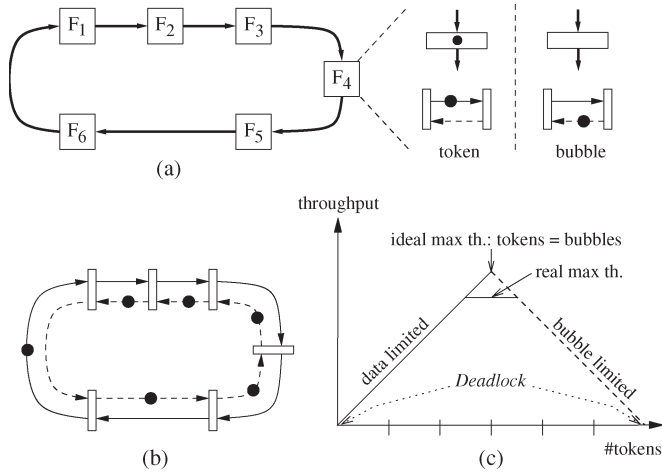 F1 F2 F3
F4
F6 F5
(a)
token
bubble
throughput
ideal max th.: tokens = bubbles
real max th.
data limited
bubble limited
Deadlock
#tokens
(b)
(c)